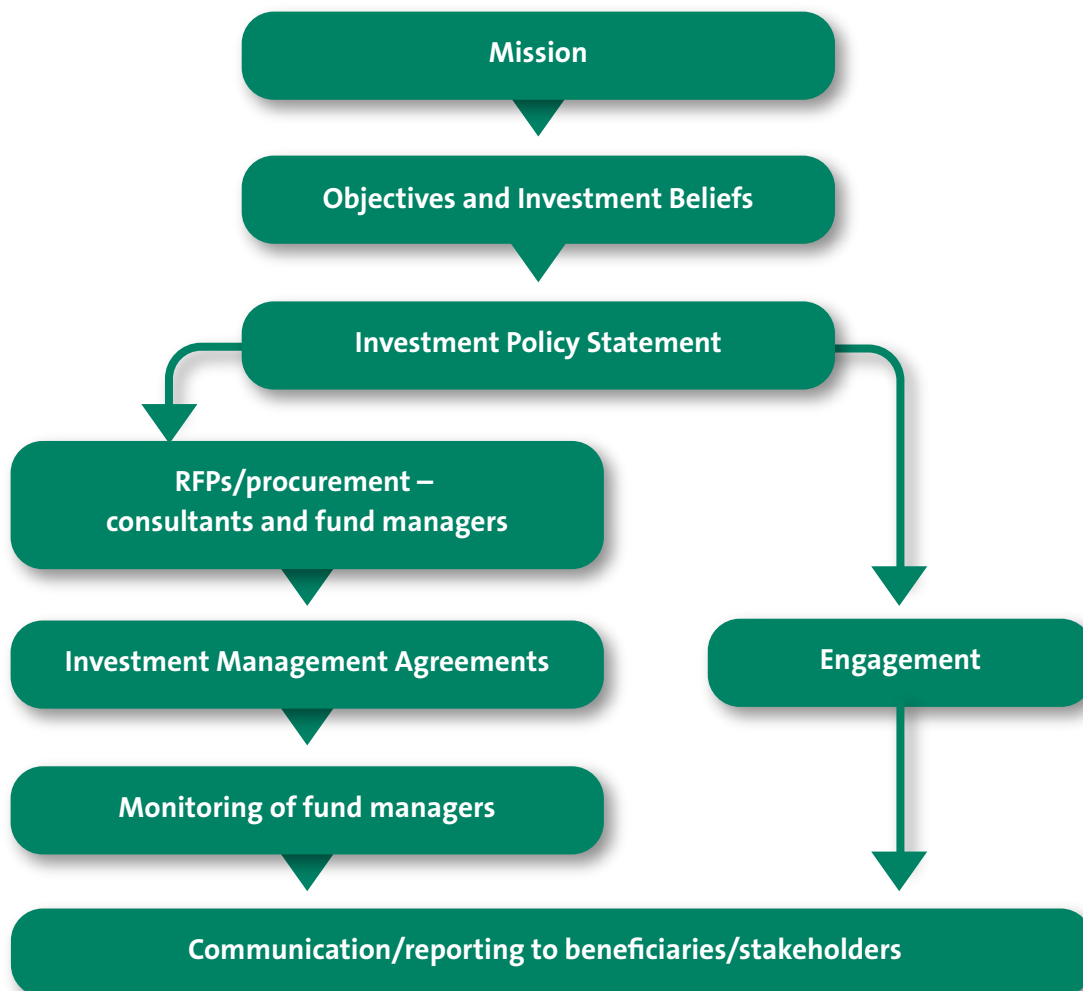 Mission
Objectives and Investment Beliefs
Investment Policy Statement
RFPs/procurement –
consultants and fund managers
Investment Management Agreements
Engagement
Monitoring of fund managers
Communication/reporting to beneficiaries/stakeholders